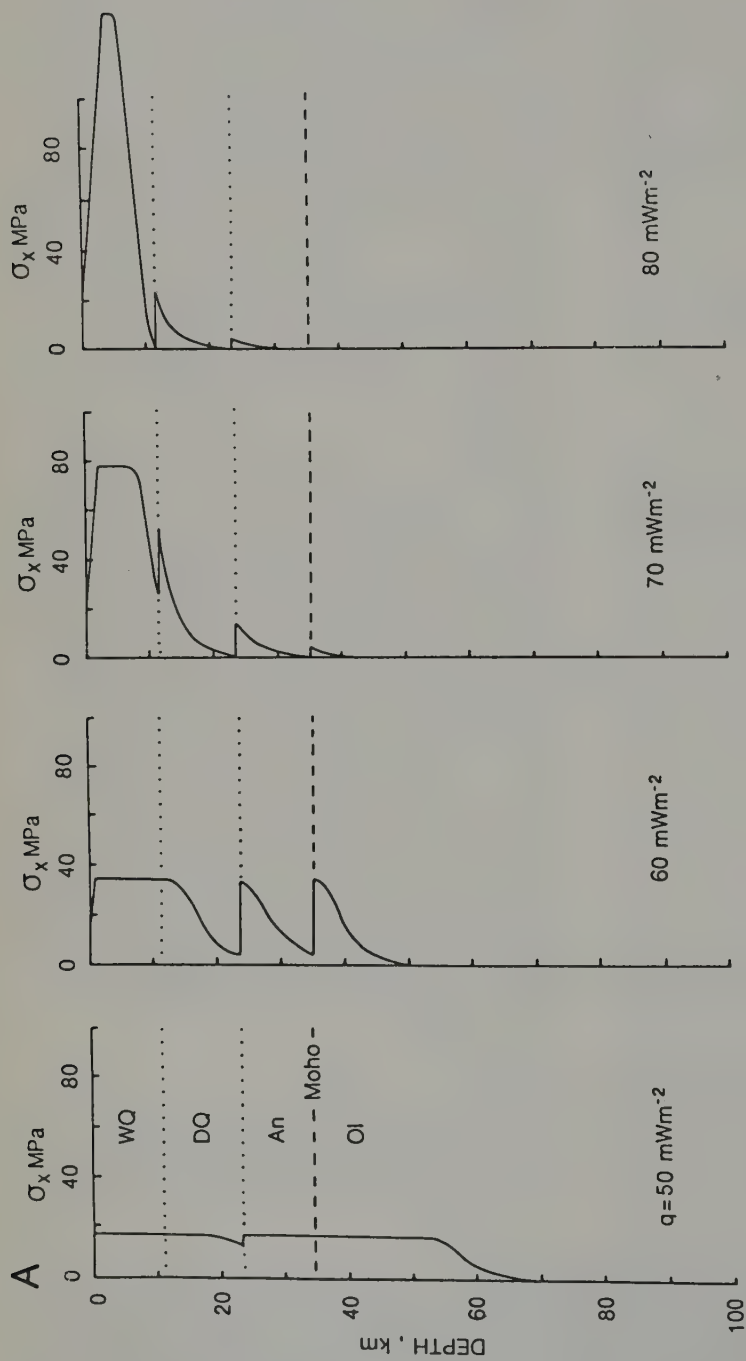 A
σx MPa σx MPa σx MPa σx MPa
0 40 80 0 40 80 0 40 80 0 40 80
0
WQ
DQ
20
An
Moho
Ol
40
DEPTH, km
60
80
100
q=50 mWm-2 60 mWm-2 70 mWm-2 80 mWm-2